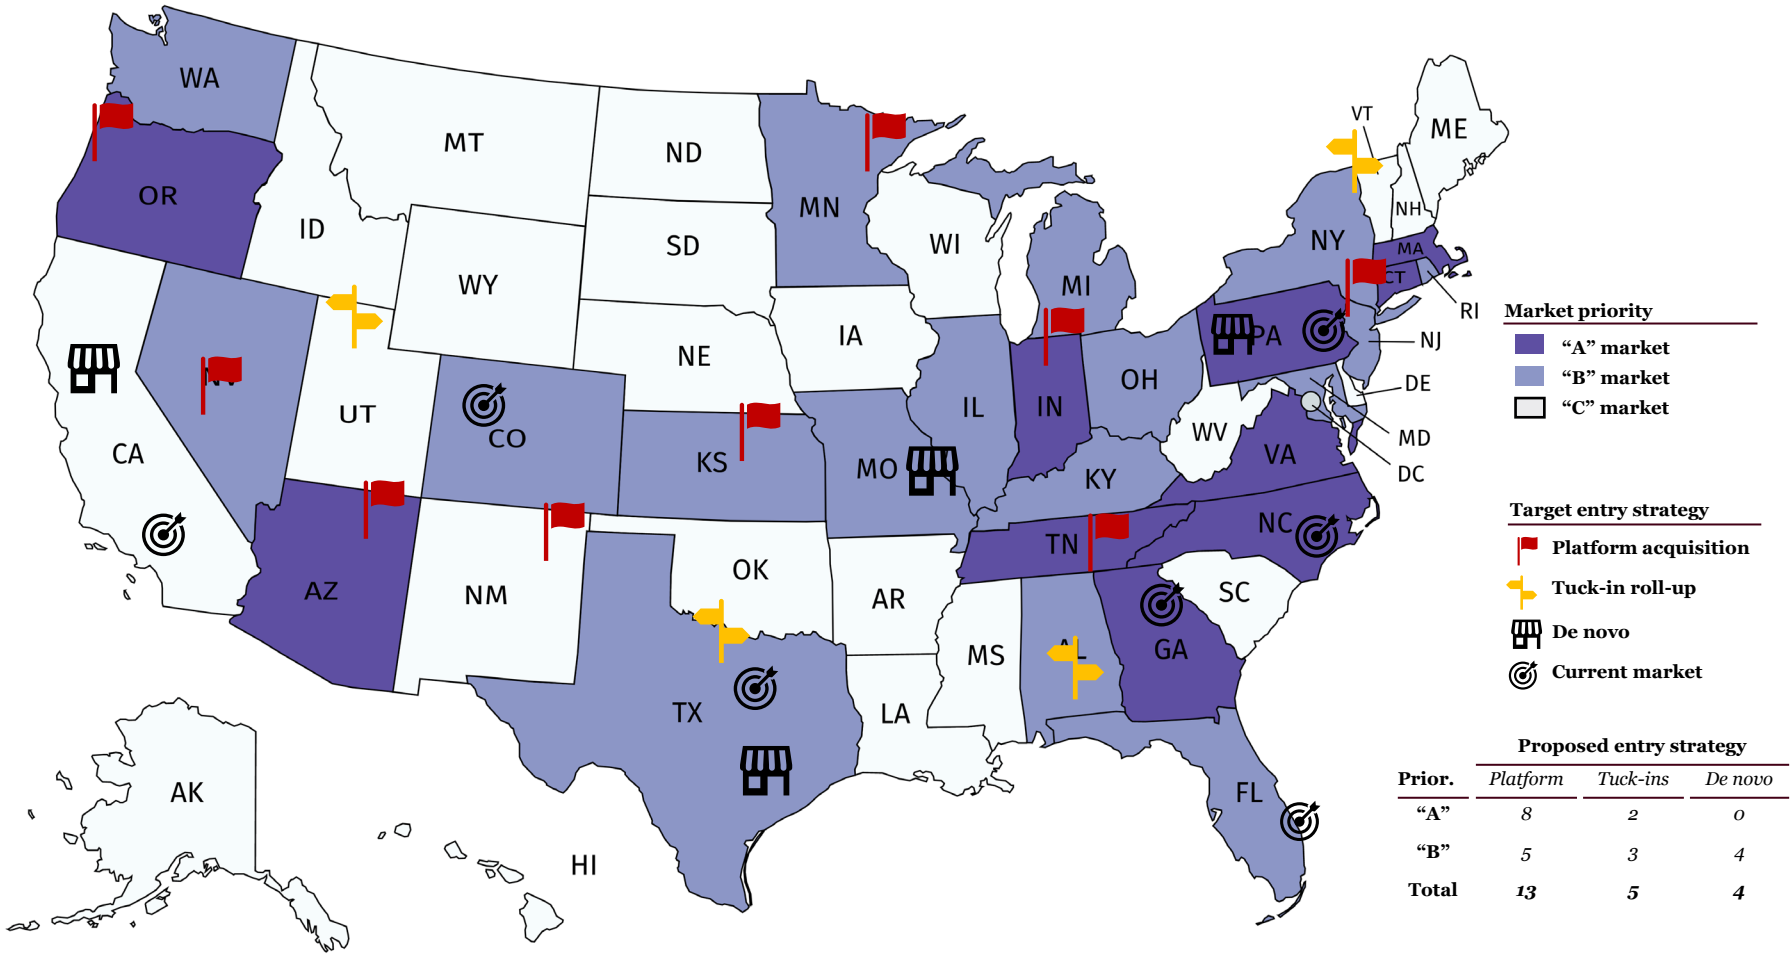 WA
MT
ND
MN
VT
ME
OR
ID
SD
WI
NH
NY
MA
WY
MI
CT
RI
IA
NE
PA
NJ
NV
UT
CO
KS
MO
IL
IN
OH
DE
MD
DC
WV
VA
KY
CA
NC
TN
AZ
NM
OK
AR
SC
MS
AL
GA
TX
LA
FL
AK
HI
Market priority
“A” market
“B” market
“C” market
Target entry strategy
Platform acquisition
Tuck-in roll-up
De novo
Current market
Proposed entry strategy
Prior. Platform Tuck-ins De novo
“A” 8 2 0
“B” 5 3 4
Total 13 5 4